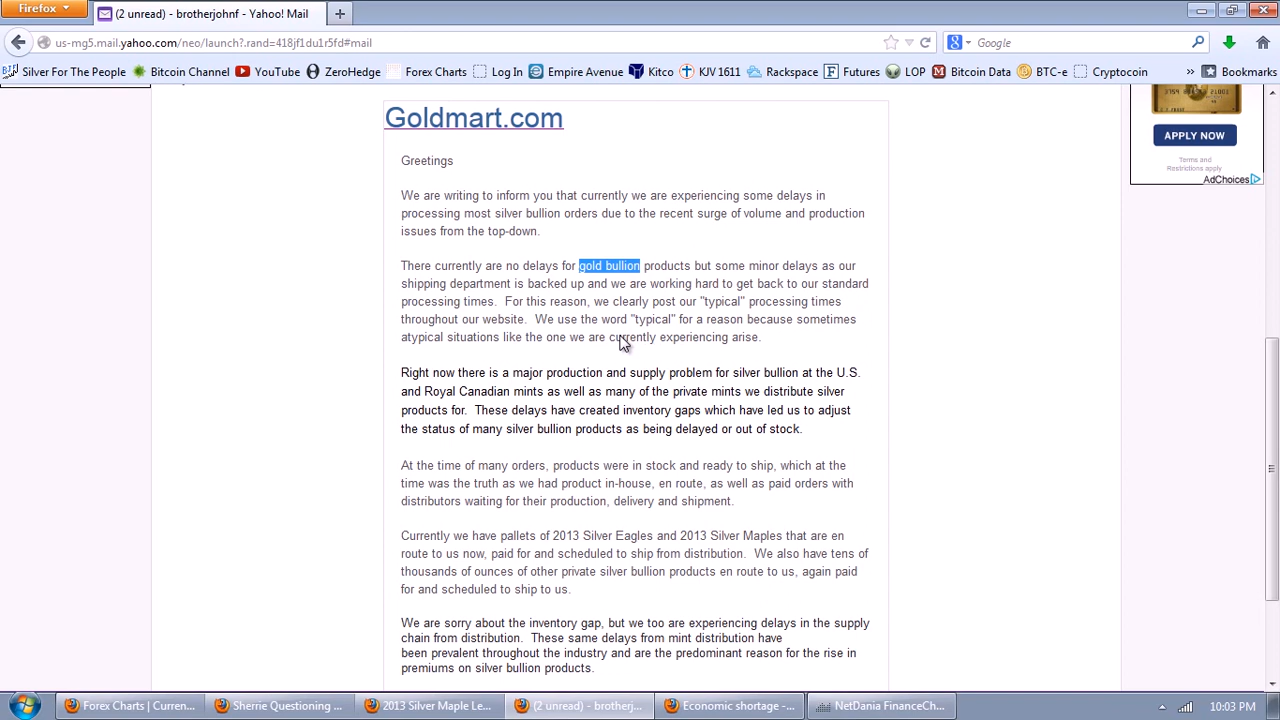 Firefox
(2 unread) - brotherjohnf - Yahoo! Mail
us-mg5.mail.yahoo.com/neo/launch?.rand=418jf1du1r5fd#mail
Google
Silver For The People
Bitcoin Channel
YouTube
ZeroHedge
Forex Charts
Log In
Empire Avenue
Kitco
KJV 1611
Rackspace
Futures
LOP
Bitcoin Data
BTC-e
Cryptocoin
»
Bookmarks
Goldmart.com
Greetings
We are writing to inform you that currently we are experiencing some delays in
processing most silver bullion orders due to the recent surge of volume and production
issues from the top-down.
There currently are no delays for gold bullion products but some minor delays as our
shipping department is backed up and we are working hard to get back to our standard
processing times.  For this reason, we clearly post our "typical" processing times
throughout our website.  We use the word "typical" for a reason because sometimes
atypical situations like the one we are currently experiencing arise.
Right now there is a major production and supply problem for silver bullion at the U.S.
and Royal Canadian mints as well as many of the private mints we distribute silver
products for.  These delays have created inventory gaps which have led us to adjust
the status of many silver bullion products as being delayed or out of stock.
At the time of many orders, products were in stock and ready to ship, which at the
time was the truth as we had product in-house, en route, as well as paid orders with
distributors waiting for their production, delivery and shipment.
Currently we have pallets of 2013 Silver Eagles and 2013 Silver Maples that are en
route to us now, paid for and scheduled to ship from distribution.  We also have tens of
thousands of ounces of other private silver bullion products en route to us, again paid
for and scheduled to ship to us.
We are sorry about the inventory gap, but we too are experiencing delays in the supply
chain from distribution.  These same delays from mint distribution have
been prevalent throughout the industry and are the predominant reason for the rise in
premiums on silver bullion products.
APPLY NOW
Terms and
Restrictions apply
AdChoices
Forex Charts | Curren...
Sherrie Questioning ...
2013 Silver Maple Le...
(2 unread) - brotherj...
Economic shortage -...
NetDania FinanceCh...
10:03 PM